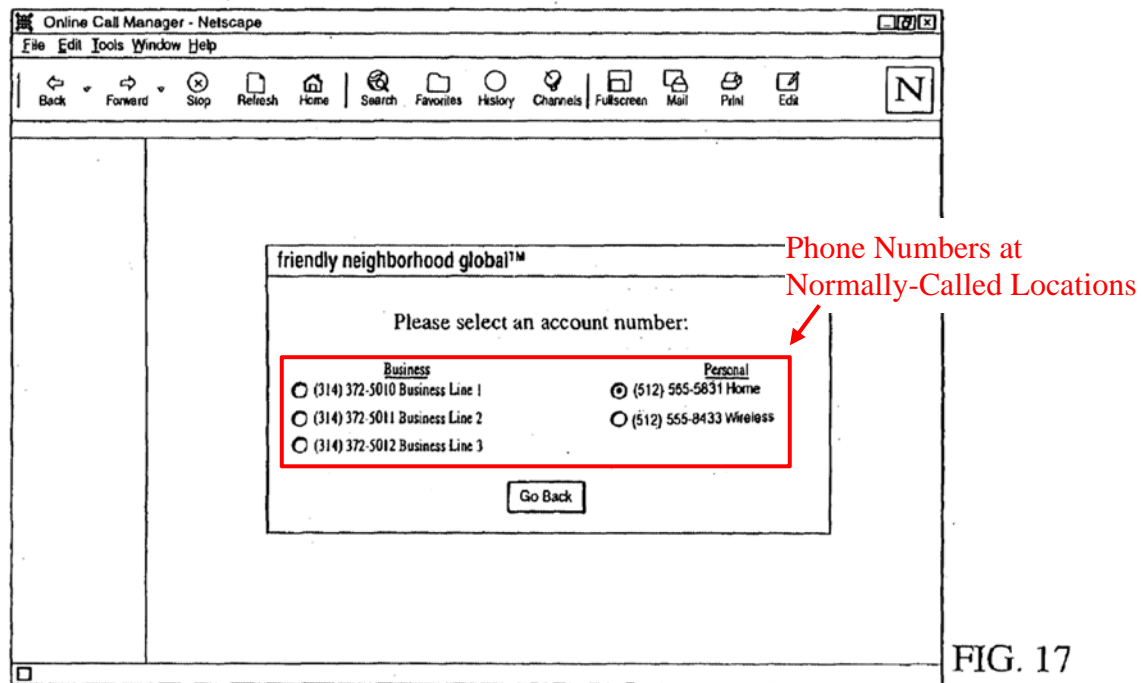 Online Call Manager - Netscape
File Edit Tools Window Help
Back Forward Stop Refresh Home Search Favorites History Channels Fullscreen Mail Print Edit
N
friendly neighborhood global™
Phone Numbers at
Normally-Called Locations
Please select an account number:
Business Personal
(314) 372-5010 Business Line 1 (512) 555-5831 Home
(314) 372-5011 Business Line 2 (512) 555-8433 Wireless
(314) 372-5012 Business Line 3
Go Back
FIG. 17